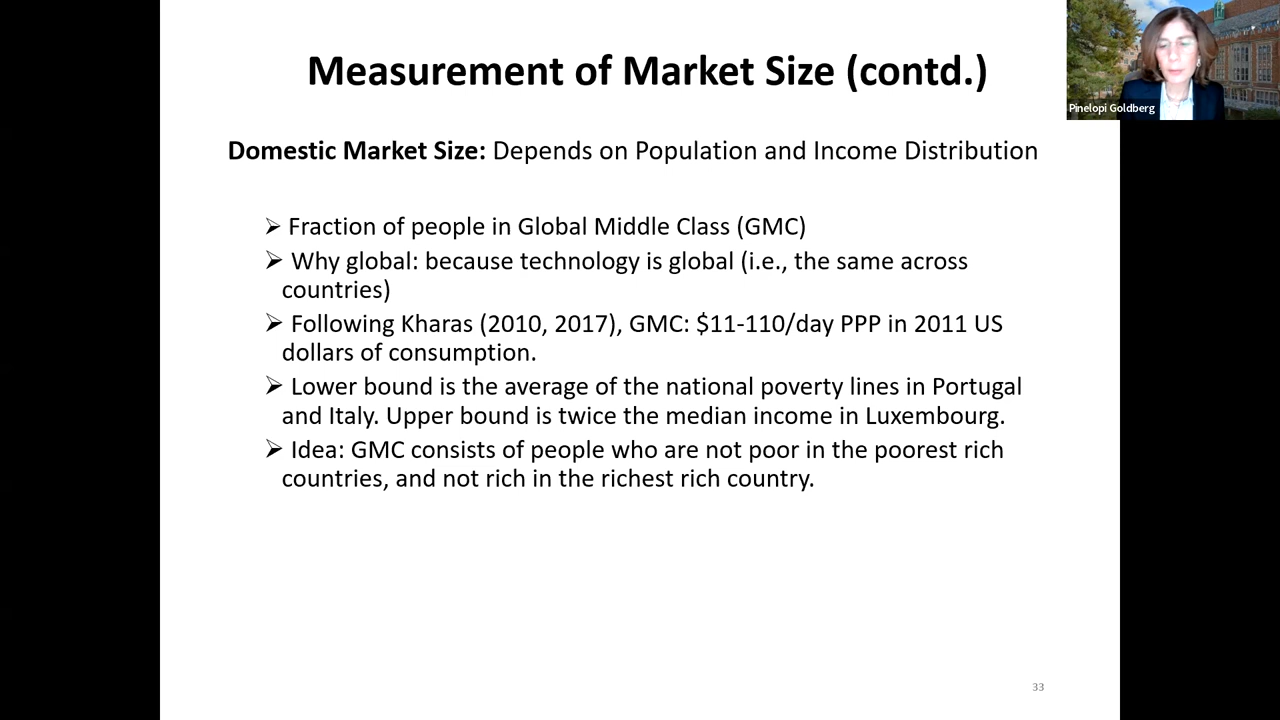 Measurement of Market Size (contd.)
Pinelopi Goldberg
Domestic Market Size: Depends on Population and Income Distribution
➢ Fraction of people in Global Middle Class (GMC)
➢ Why global: because technology is global (i.e., the same across
countries)
➢ Following Kharas (2010, 2017), GMC: $11-110/day PPP in 2011 US
dollars of consumption.
➢ Lower bound is the average of the national poverty lines in Portugal
and Italy. Upper bound is twice the median income in Luxembourg.
➢ Idea: GMC consists of people who are not poor in the poorest rich
countries, and not rich in the richest rich country.
33